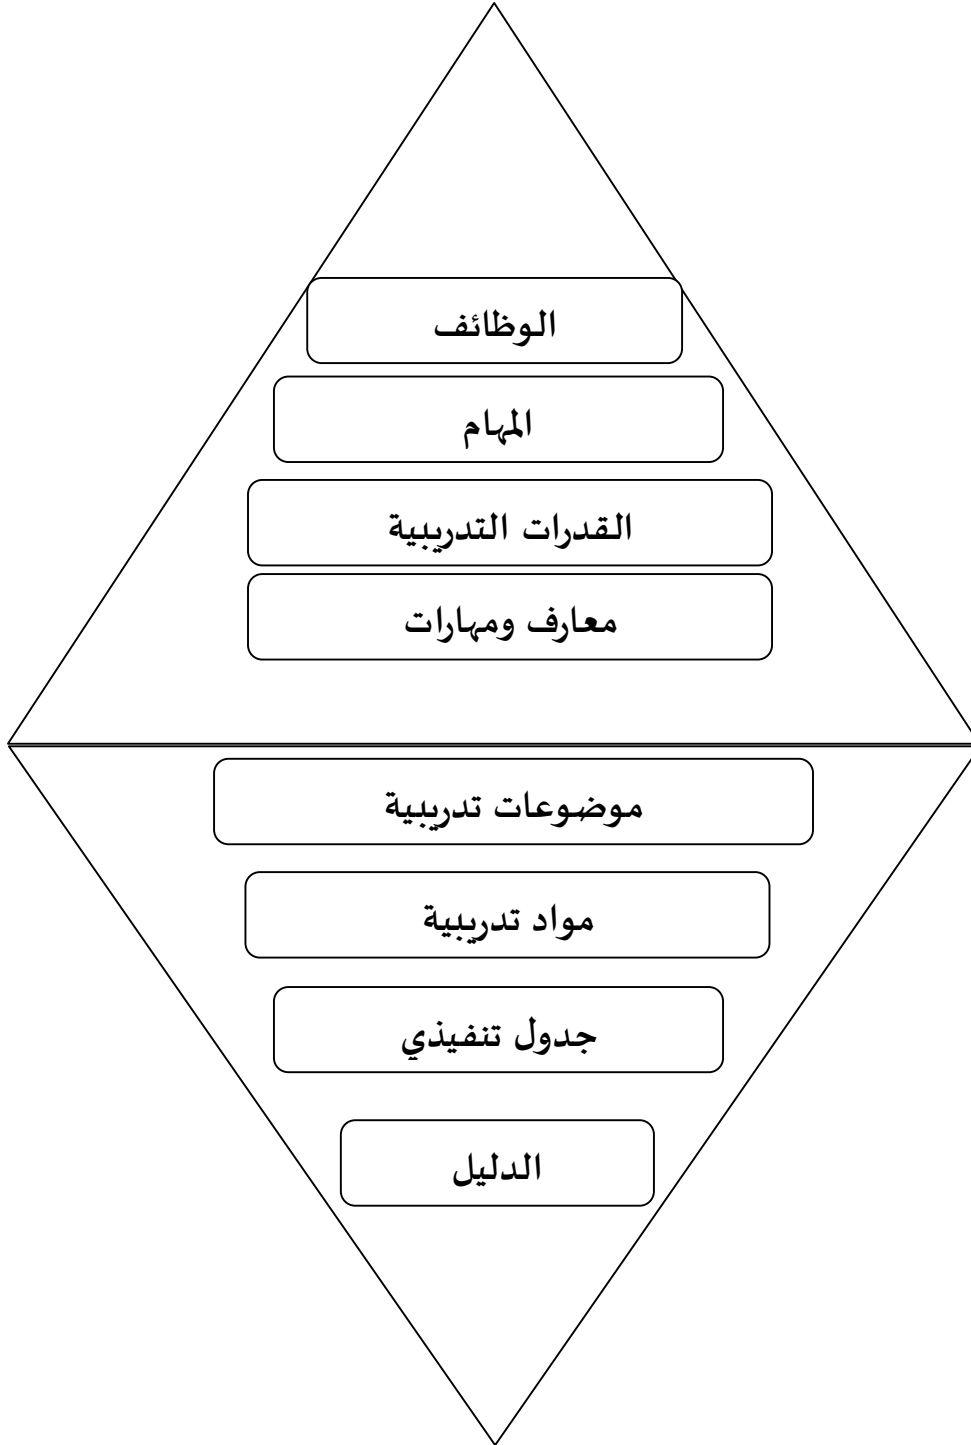 الوظائف
المهام
القدرات التدريبية
معارف ومهارات
موضوعات تدريبية
مواد تدريبية
جدول تنفيذي
الدليل